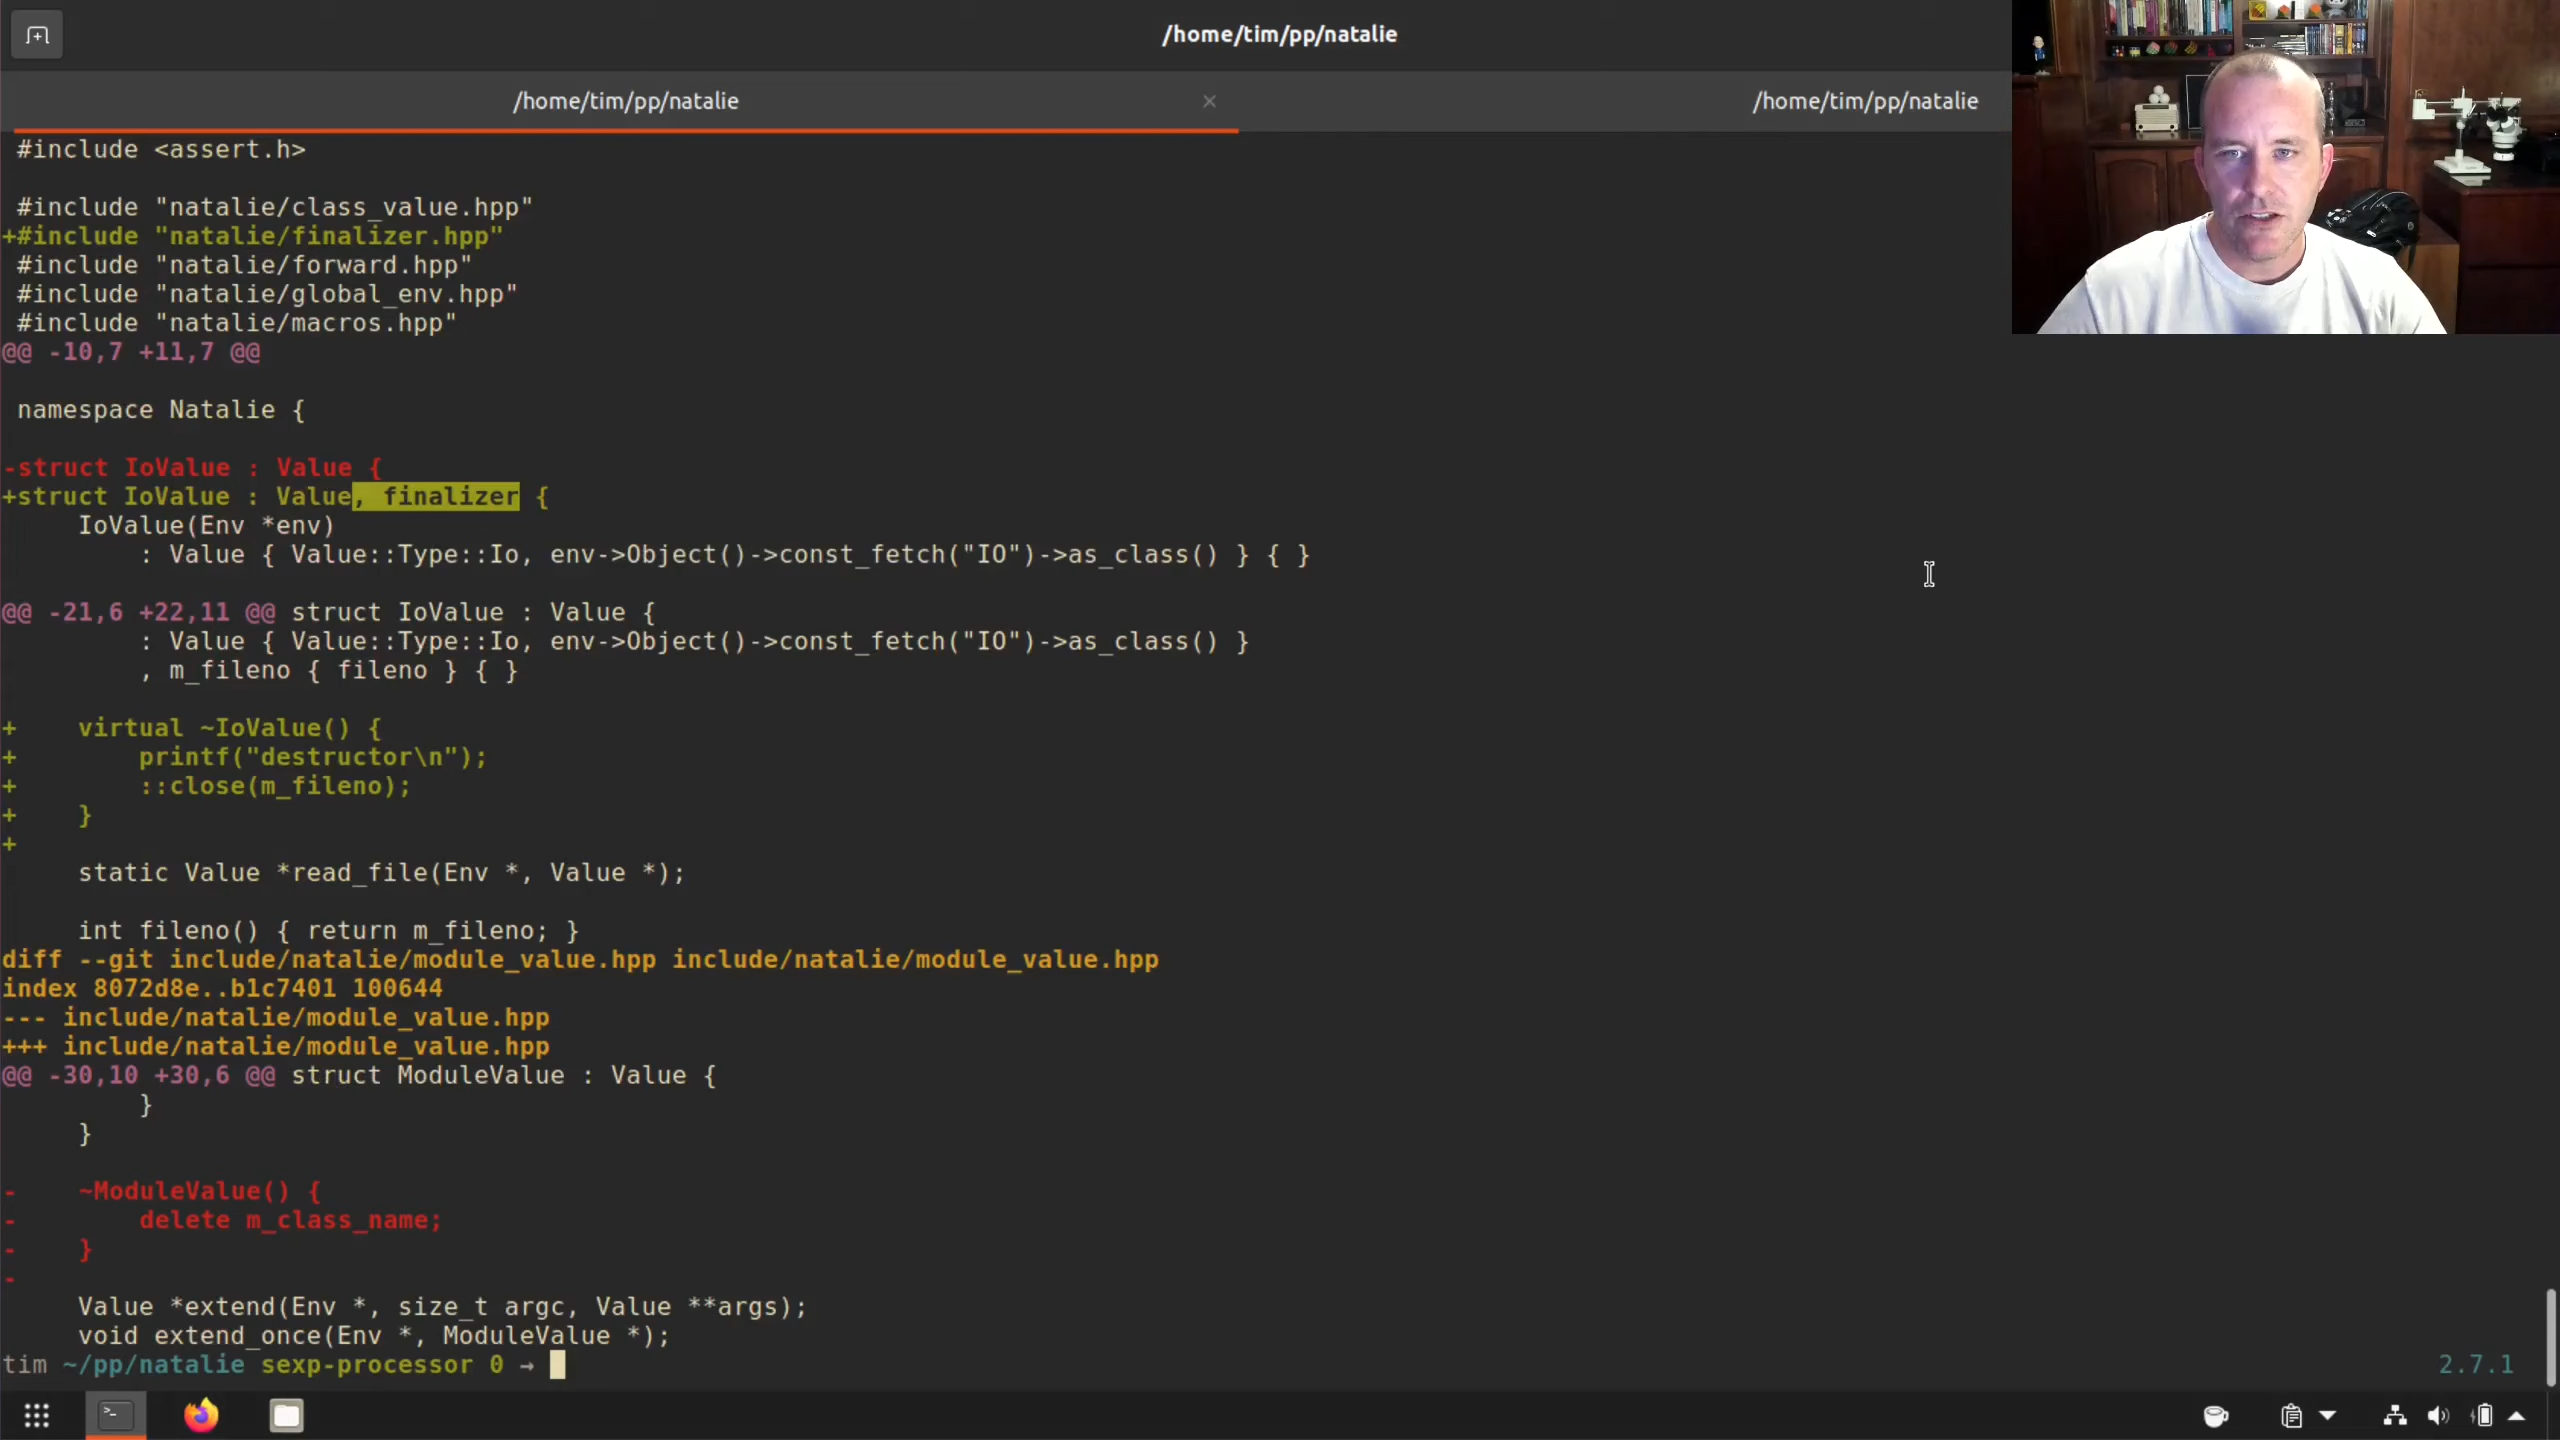 /home/tim/pp/natalie
/home/tim/pp/natalie
/home/tim/pp/natalie
#include <assert.h>
#include "natalie/class_value.hpp"
+#include "natalie/finalizer.hpp"
#include "natalie/forward.hpp"
#include "natalie/global_env.hpp"
#include "natalie/macros.hpp"
@@ -10,7 +11,7 @@
namespace Natalie {
-struct IoValue : Value {
+struct IoValue : Value, finalizer {
IoValue(Env *env)
: Value { Value::Type::Io, env->Object()->const_fetch("IO")->as_class() } { }
@@ -21,6 +22,11 @@ struct IoValue : Value {
: Value { Value::Type::Io, env->Object()->const_fetch("IO")->as_class() }
, m_fileno { fileno } { }
+ virtual ~IoValue() {
+ printf("destructor\n");
+ ::close(m_fileno);
+ }
+
static Value *read_file(Env *, Value *);
int fileno() { return m_fileno; }
diff --git include/natalie/module_value.hpp include/natalie/module_value.hpp
index 8072d8e..b1c7401 100644
--- include/natalie/module_value.hpp
+++ include/natalie/module_value.hpp
@@ -30,10 +30,6 @@ struct ModuleValue : Value {
}
}
- ~ModuleValue() {
- delete m_class_name;
- }
-
Value *extend(Env *, size_t argc, Value **args);
void extend_once(Env *, ModuleValue *);
tim ~/pp/natalie sexp-processor 0 → 2.7.1